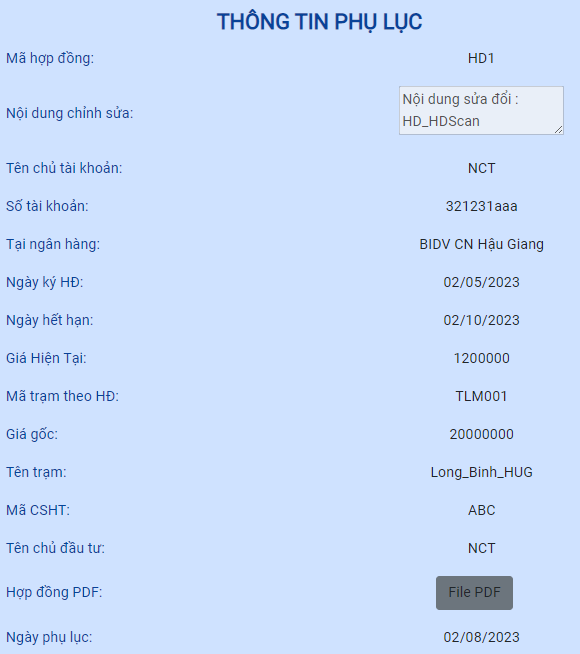 THÔNG TIN PHỤ LỤC
Mã hợp đồng: HD1
Nội dung chỉnh sửa: Nội dung sửa đổi :
HD_HDScan
Tên chủ tài khoản: NCT
Số tài khoản: 321231aaa
Tại ngân hàng: BIDV CN Hậu Giang
Ngày ký HĐ: 02/05/2023
Ngày hết hạn: 02/10/2023
Giá Hiện Tại: 1200000
Mã trạm theo HĐ: TLM001
Giá gốc: 20000000
Tên trạm: Long_Binh_HUG
Mã CSHT: ABC
Tên chủ đầu tư: NCT
Hợp đồng PDF: File PDF
Ngày phụ lục: 02/08/2023